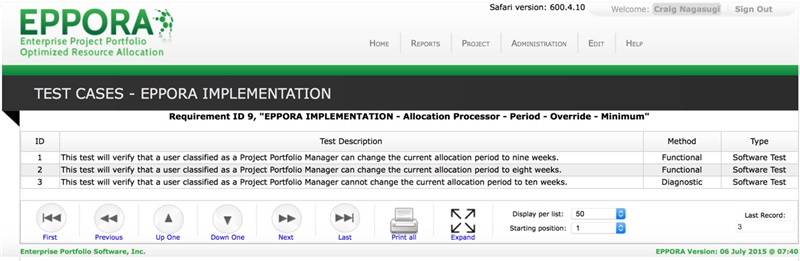 Safari version: 600.4.10
Welcome: Craig Nagasugi Sign Out
EPPORA
Enterprise Project Portfolio
Optimized Resource Allocation
HOME REPORTS PROJECT ADMINISTRATION EDIT HELP
TEST CASES - EPPORA IMPLEMENTATION
Requirement ID 9, "EPPORA IMPLEMENTATION - Allocation Processor - Period - Override - Minimum"
ID Test Description Method Type
1 This test will verify that a user classified as a Project Portfolio Manager can change the current allocation period to nine weeks. Functional Software Test
2 This test will verify that a user classified as a Project Portfolio Manager can change the current allocation period to eight weeks. Functional Software Test
3 This test will verify that a user classified as a Project Portfolio Manager cannot change the current allocation period to ten weeks. Diagnostic Software Test
Display per list: 50
Starting position: 1
Last Record:
3
First Previous Up One Down One Next Last Print all Expand
Enterprise Portfolio Software, Inc. EPPORA Version: 06 July 2015 @ 07:40